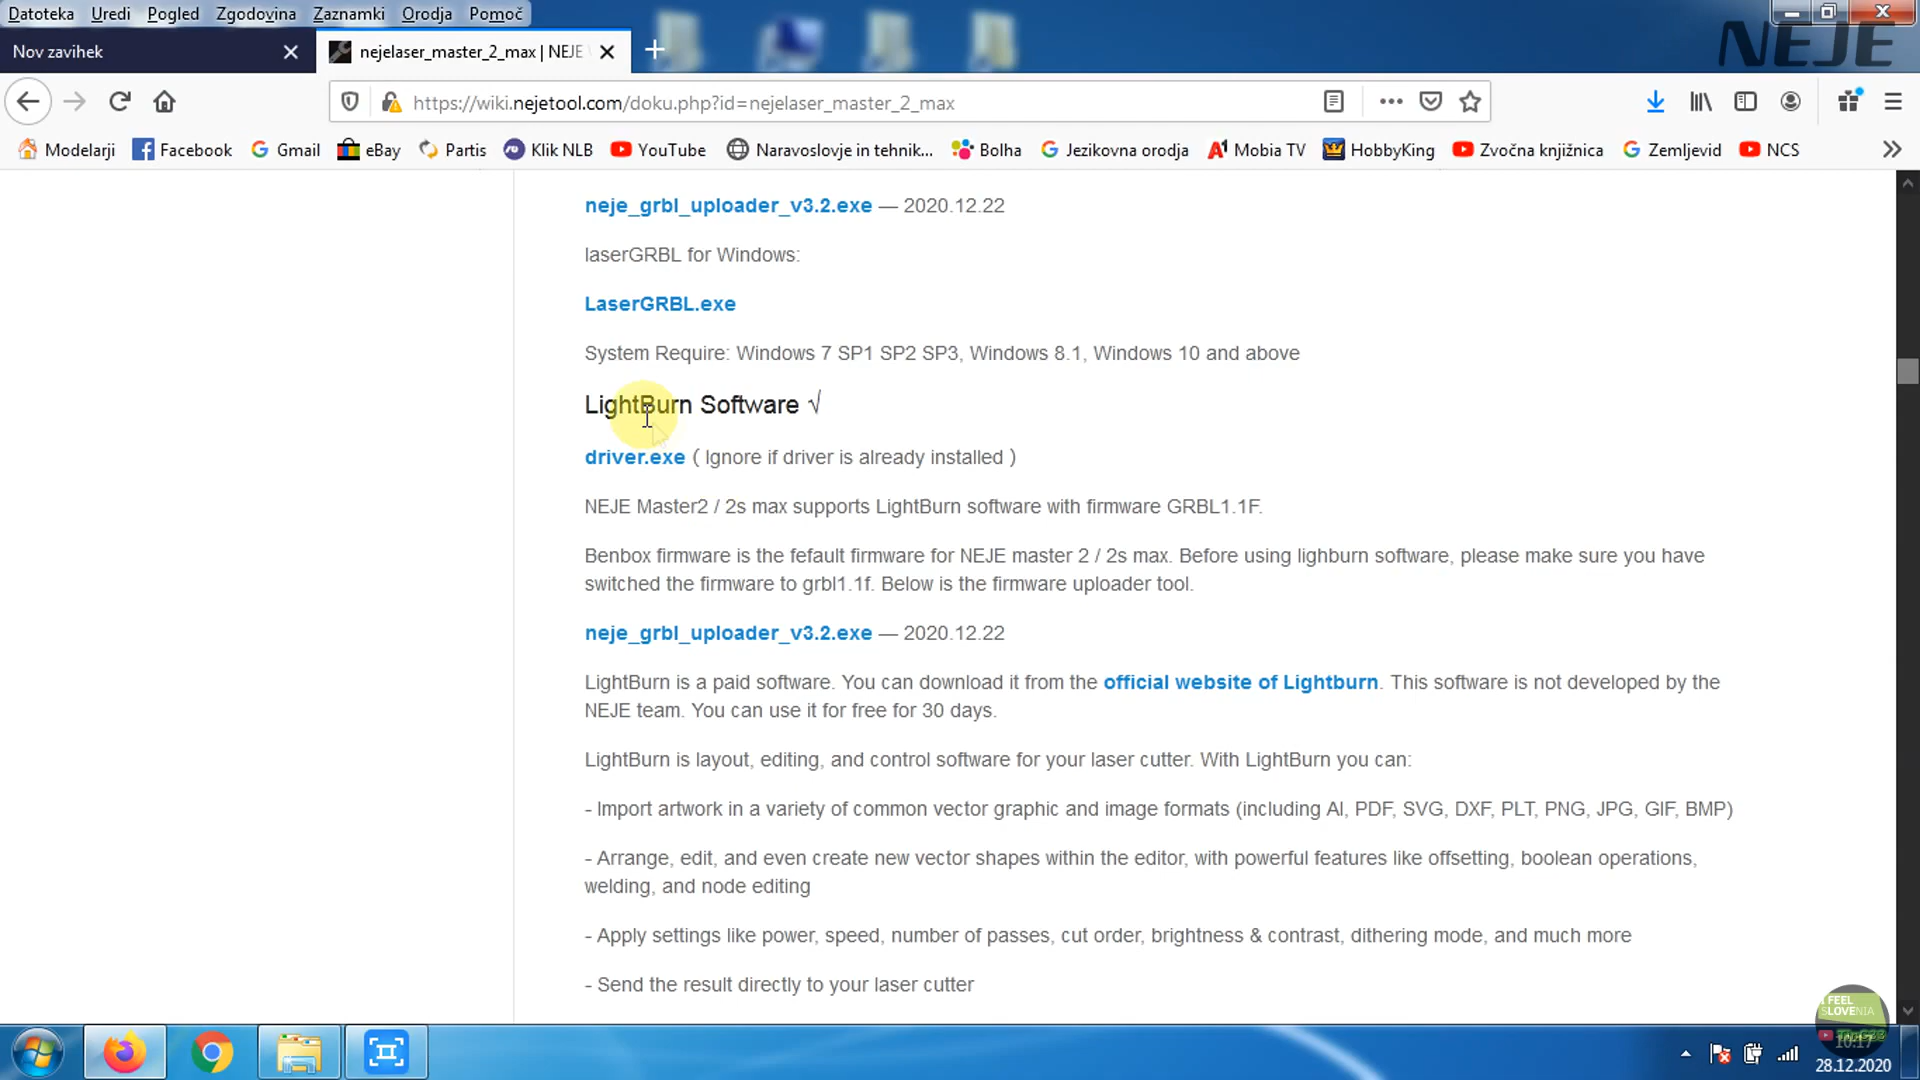 Datoteka Uredi Pogled Zgodovina Zaznamki Orodja Pomoč
NEJE
Nov zavihek
nejelaser_master_2_max | NEJE
https://wiki.nejetool.com/doku.php?id=nejelaser_master_2_max
Modelarji Facebook Gmail eBay Partis Klik NLB YouTube Naravoslovje in tehnik... Bolha Jezikovna orodja Mobia TV HobbyKing Zvočna knjižnica Zemljevid NCS
neje_grbl_uploader_v3.2.exe — 2020.12.22
laserGRBL for Windows:
LaserGRBL.exe
System Require: Windows 7 SP1 SP2 SP3, Windows 8.1, Windows 10 and above
LightBurn Software √
driver.exe ( Ignore if driver is already installed )
NEJE Master2 / 2s max supports LightBurn software with firmware GRBL1.1F.
Benbox firmware is the fefault firmware for NEJE master 2 / 2s max. Before using lighburn software, please make sure you have
switched the firmware to grbl1.1f. Below is the firmware uploader tool.
neje_grbl_uploader_v3.2.exe — 2020.12.22
LightBurn is a paid software. You can download it from the official website of Lightburn. This software is not developed by the
NEJE team. You can use it for free for 30 days.
LightBurn is layout, editing, and control software for your laser cutter. With LightBurn you can:
- Import artwork in a variety of common vector graphic and image formats (including AI, PDF, SVG, DXF, PLT, PNG, JPG, GIF, BMP)
- Arrange, edit, and even create new vector shapes within the editor, with powerful features like offsetting, boolean operations,
welding, and node editing
- Apply settings like power, speed, number of passes, cut order, brightness & contrast, dithering mode, and much more
- Send the result directly to your laser cutter
I FEEL
SLOVENIA
10:17
28.12.2020